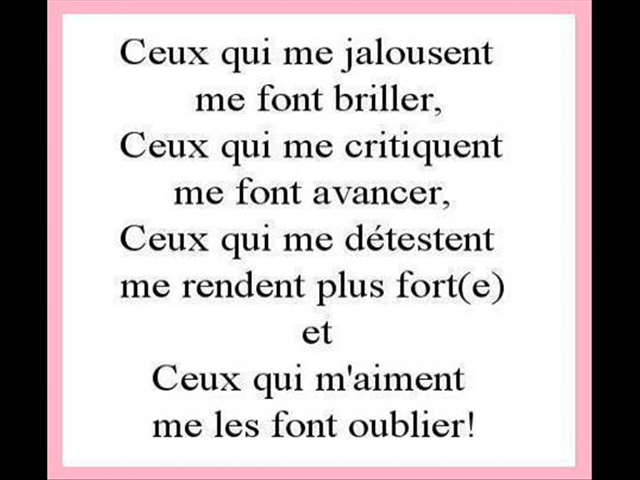 Ceux qui me jalousent
me font briller,
Ceux qui me critiquent
me font avancer,
Ceux qui me détestent
me rendent plus fort(e)
et
Ceux qui m'aiment
me les font oublier!